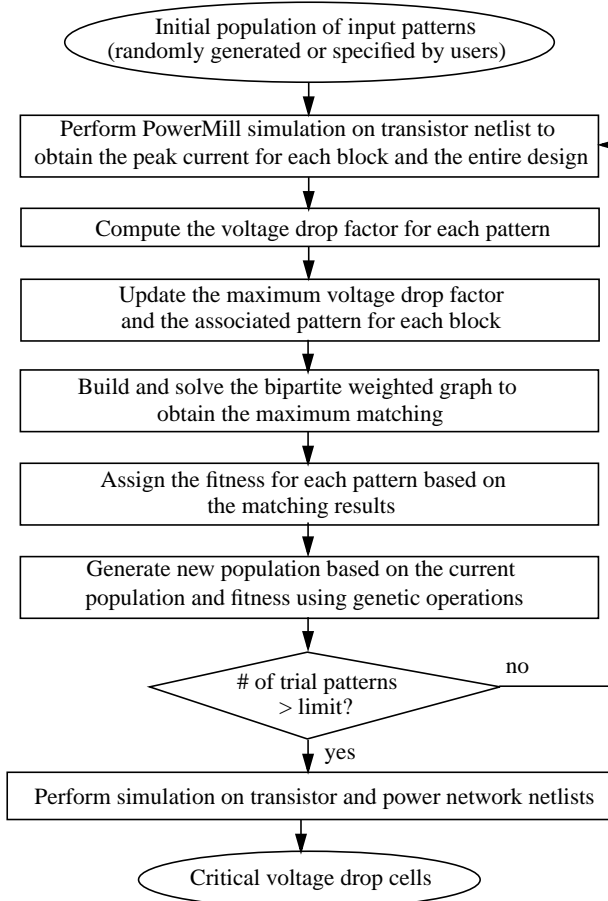 Initial population of input patterns
(randomly generated or specified by users)
Perform PowerMill simulation on transistor netlist to
obtain the peak current for each block and the entire design
Compute the voltage drop factor for each pattern
Update the maximum voltage drop factor
and the associated pattern for each block
Build and solve the bipartite weighted graph to
obtain the maximum matching
Assign the fitness for each pattern based on
the matching results
Generate new population based on the current
population and fitness using genetic operations
# of trial patterns
> limit?
no
yes
Perform simulation on transistor and power network netlists
Critical voltage drop cells